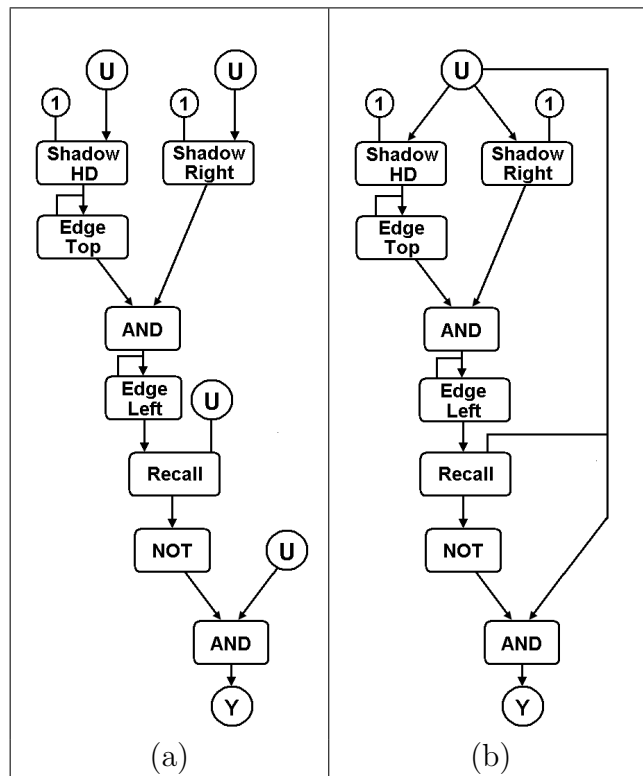 U
U
1
1
Shadow
HD
Shadow
Right
Edge
Top
AND
Edge
Left
U
Recall
NOT
U
AND
Y
(a)
U
1
1
Shadow
HD
Shadow
Right
Edge
Top
AND
Edge
Left
Recall
NOT
AND
Y
(b)